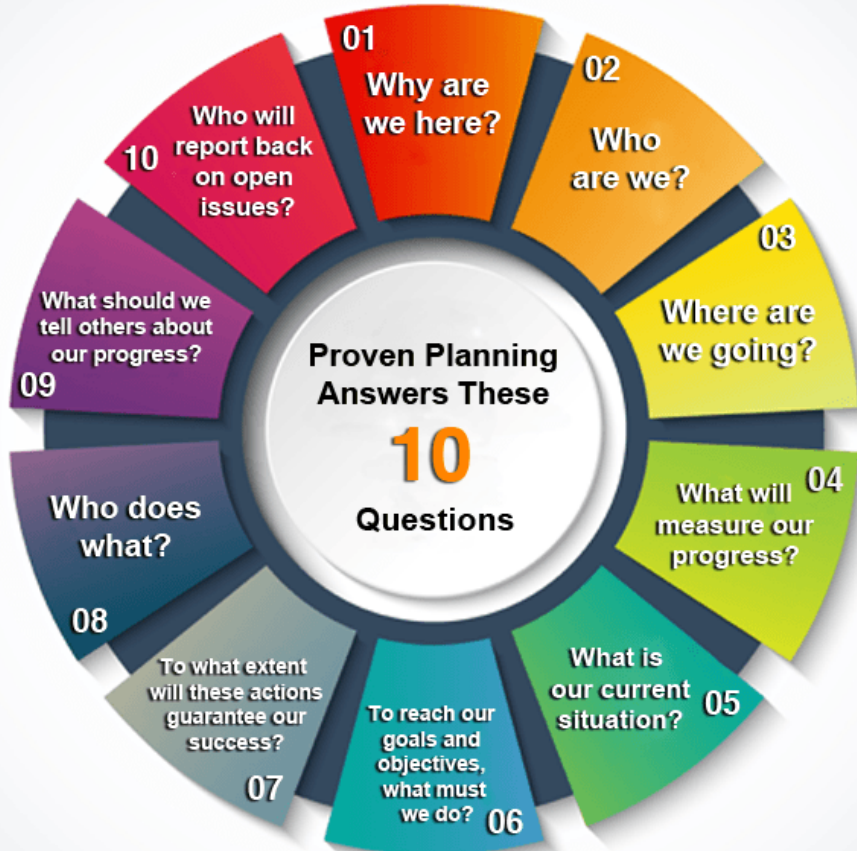 Proven Planning
Answers These
10
Questions
01
Why are
we here?
02
Who
are we?
03
Where are
we going?
04
What will
measure our
progress?
05
What is
our current
situation?
06
To reach our
goals and
objectives,
what must
we do?
07
To what extent
will these actions
guarantee our
success?
08
Who does
what?
09
What should we
tell others about
our progress?
10
Who will
report back
on open
issues?